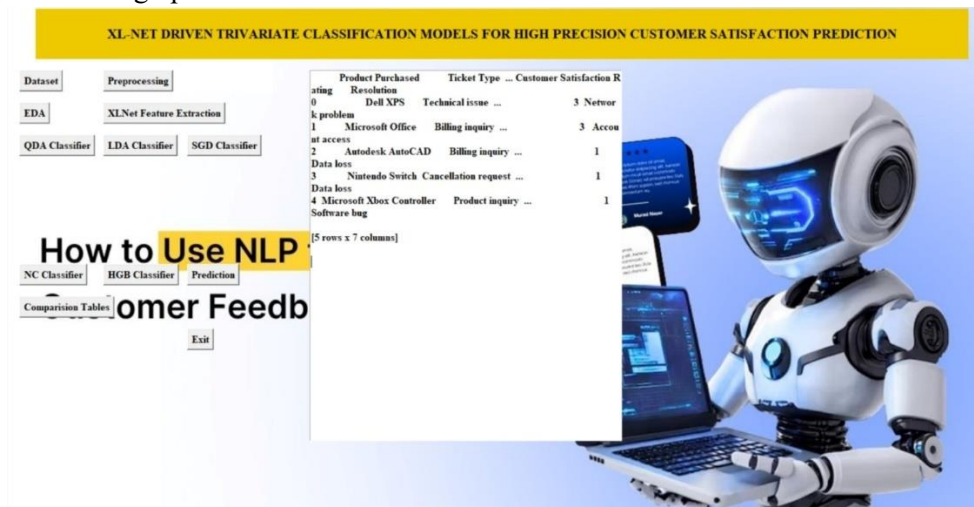 XL-NET DRIVEN TRIVARIATE CLASSIFICATION MODELS FOR HIGH PRECISION CUSTOMER SATISFACTION PREDICTION
Dataset
Preprocessing
EDA
XLNet Feature Extraction
QDA Classifier
LDA Classifier
SGD Classifier
Product Purchased Ticket Type ... Customer Satisfaction R
ating Resolution
0 Dell XPS Technical issue ... 3 Networ
k problem
1 Microsoft Office Billing inquiry ... 3 Accou
nt access
2 Autodesk AutoCAD Billing inquiry ... 1
Data loss
3 Nintendo Switch Cancellation request ... 1
Data loss
4 Microsoft Xbox Controller Product inquiry ... 1
Software bug
[5 rows x 7 columns]
How to Use NLP
NC Classifier
HGB Classifier
Prediction
Comparision Tables
omer Feedb
Exit